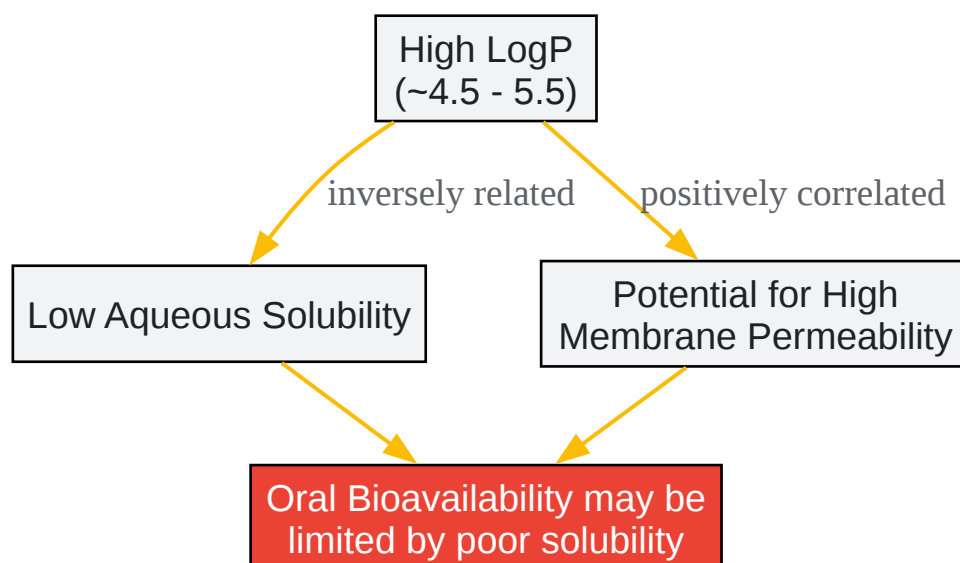 High LogP
(~4.5 - 5.5)
inversely related
positively correlated
Low Aqueous Solubility
Potential for High
Membrane Permeability
Oral Bioavailability may be
limited by poor solubility